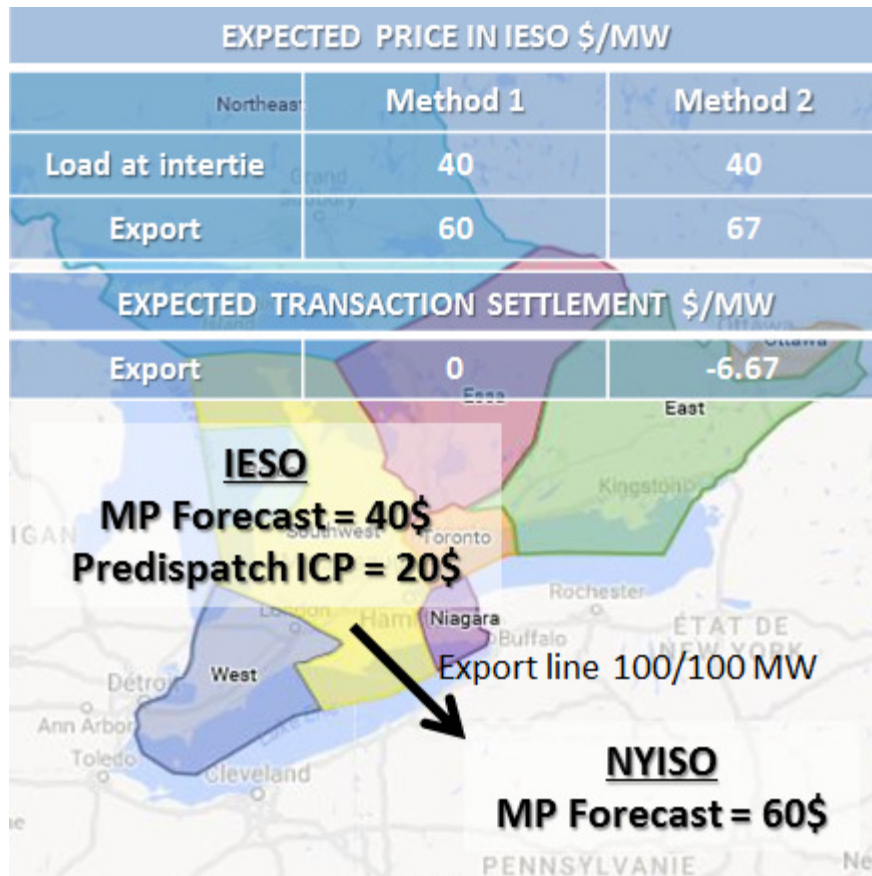 EXPECTED PRICE IN IESO $/MW
Northeast
Method 1
Method 2
Load at intertie
40
40
Export
60
67
EXPECTED TRANSACTION SETTLEMENT $/MW
Ottawa
Export
0
-6.67
Essa
East
IESO
MP Forecast = 40$
Kingston
Southwest
Toronto
Predispatch ICP = 20$
Rochester
London
Niagara
ÉTAT DE
NEW YORK
Buffalo
West
Export line 100/100 MW
Détroit
Ann Arbor
Toledo
Cleveland
NYISO
MP Forecast = 60$
PENNSYLVANIE
Ne